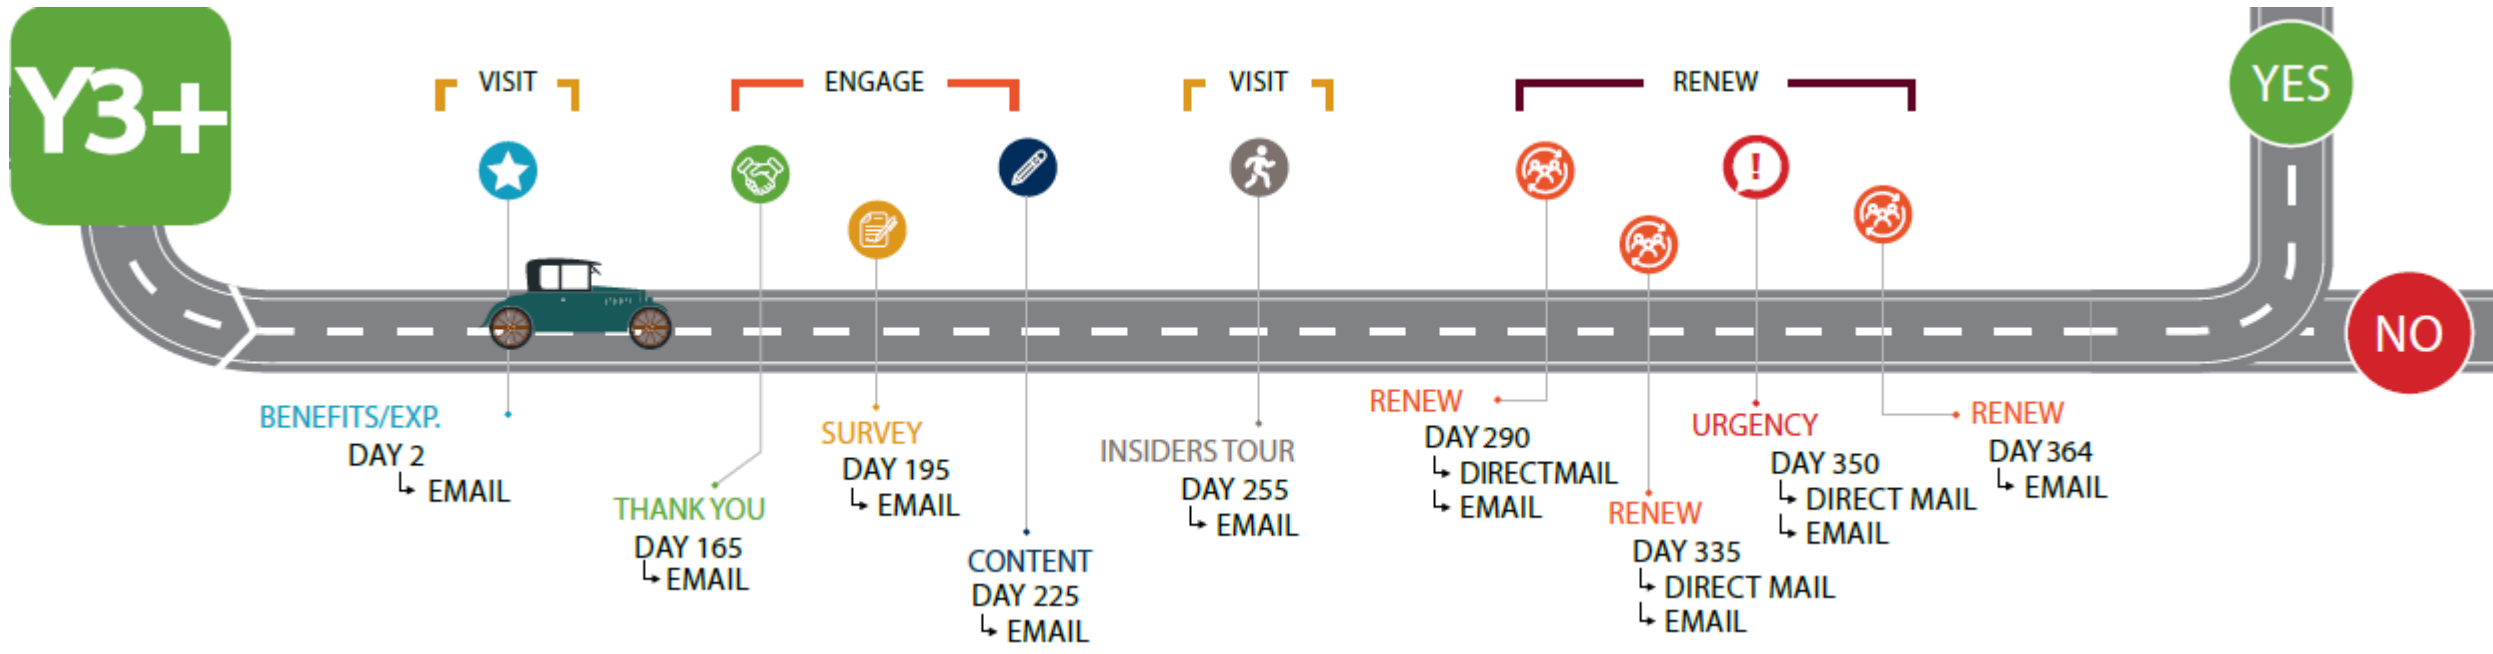 Y3+
VISIT
ENGAGE
VISIT
RENEW
YES
!
NO
BENEFITS/EXP.
DAY 2
EMAIL
THANK YOU
DAY 165
EMAIL
SURVEY
DAY 195
EMAIL
CONTENT
DAY 225
EMAIL
INSIDERS TOUR
DAY 255
EMAIL
RENEW
DAY 290
DIRECTMAIL
EMAIL
RENEW
DAY 335
DIRECT MAIL
EMAIL
URGENCY
DAY 350
DIRECT MAIL
EMAIL
RENEW
DAY 364
EMAIL